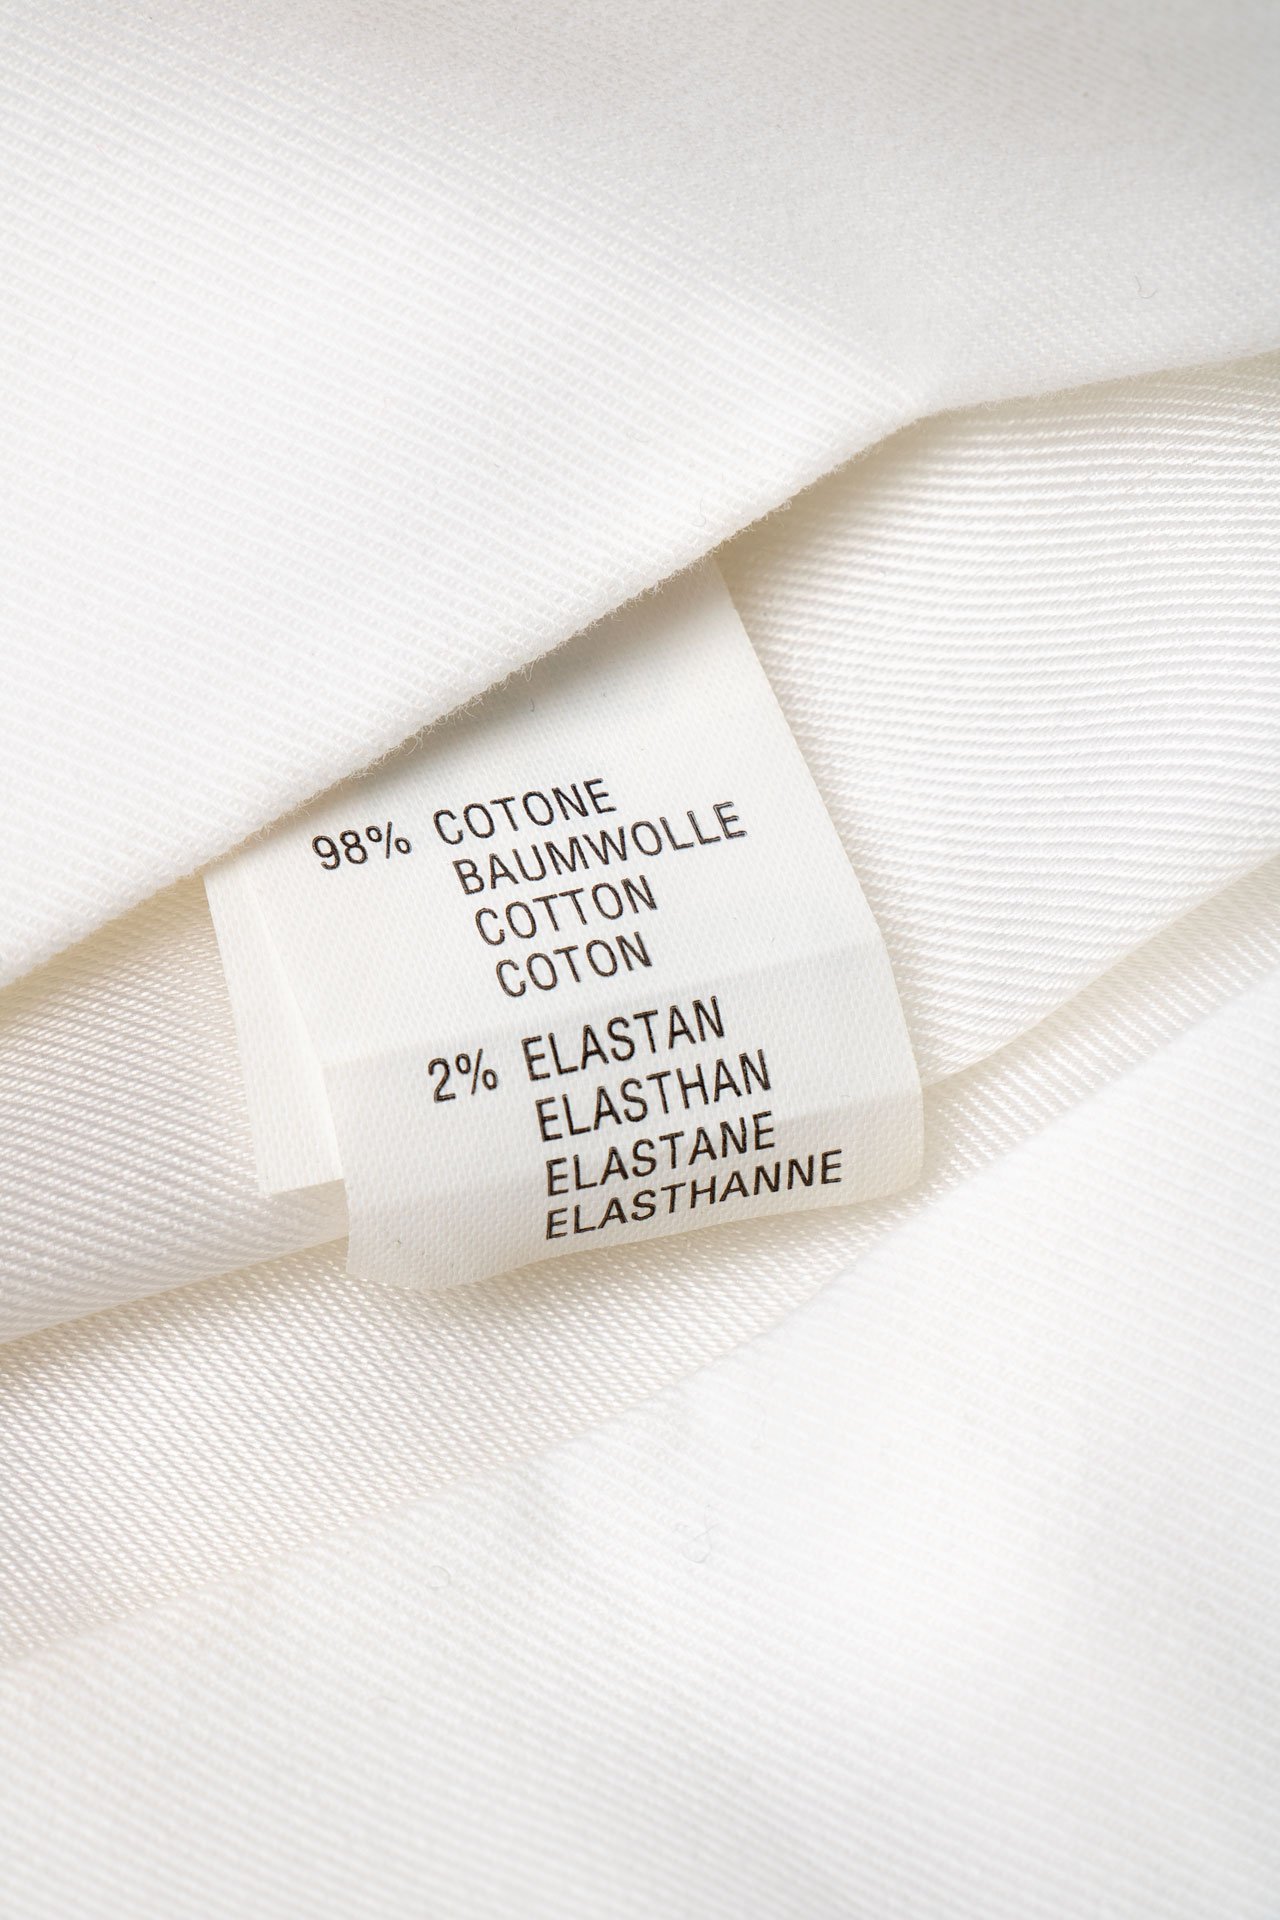 98% COTONE
BAUMWOLLE
COTTON
COTON
2% ELASTAN
ELASTHAN
ELASTANE
ELASTHANNE